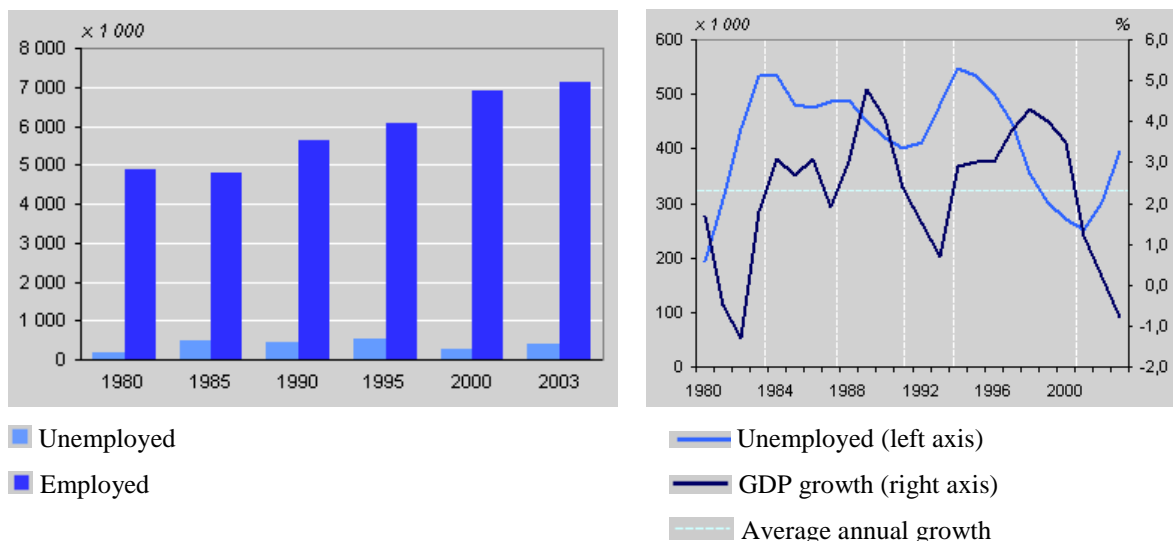 x 1 000
8 000
7 000
6 000
5 000
4 000
3 000
2 000
1 000
0
1980 1985 1990 1995 2000 2003
Unemployed
Employed
x 1 000 %
600 6,0
5,0
500
4,0
400
3,0
300 2,0
1,0
200
0,0
100 -1,0
0 -2,0
1980 1984 1988 1992 1996 2000
Unemployed (left axis)
GDP growth (right axis)
Average annual growth